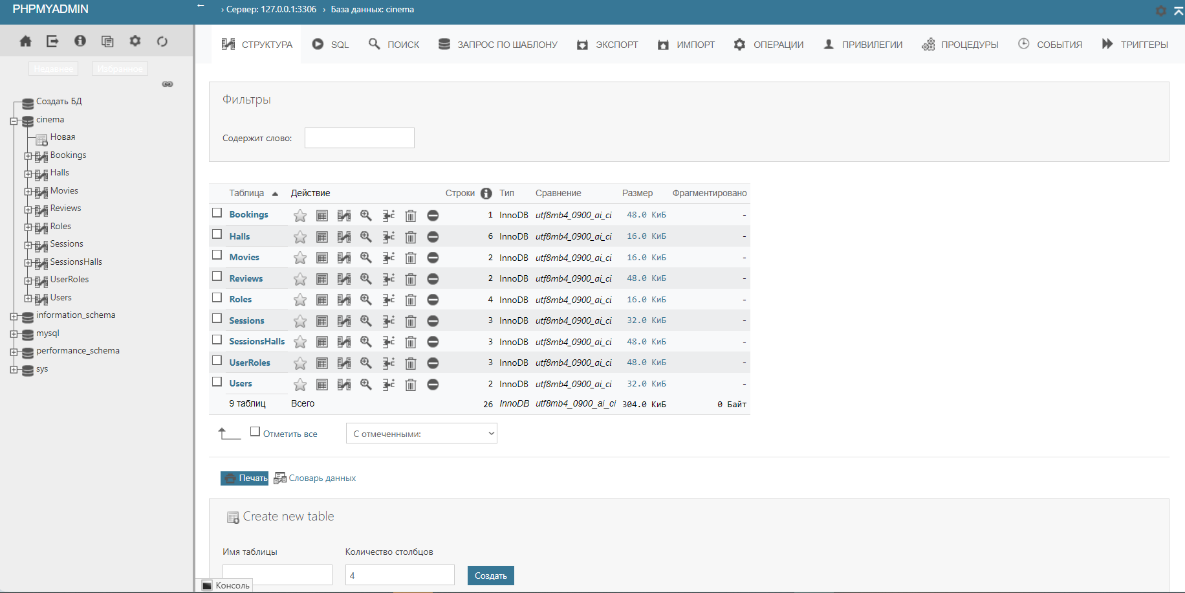 PHPMYADMIN
← › Сервер: 127.0.0.1:3306 › База данных: cinema
СТРУКТУРА SQL ПОИСК ЗАПРОС ПО ШАБЛОНУ ЭКСПОРТ ИМПОРТ ОПЕРАЦИИ ПРИВИЛЕГИИ ПРОЦЕДУРЫ СОБЫТИЯ ТРИГГЕРЫ
Недавнее Избранное
Создать БД
cinema
Новая
Bookings
Halls
Movies
Reviews
Roles
Sessions
SessionsHalls
UserRoles
Users
information_schema
mysql
performance_schema
sys
Фильтры
Содержит слово:
Таблица Действие Строки Тип Сравнение Размер Фрагментировано
Bookings 1 InnoDB utf8mb4_0900_ai_ci 48.0 КиБ -
Halls 6 InnoDB utf8mb4_0900_ai_ci 16.0 КиБ -
Movies 2 InnoDB utf8mb4_0900_ai_ci 16.0 КиБ -
Reviews 2 InnoDB utf8mb4_0900_ai_ci 48.0 КиБ -
Roles 4 InnoDB utf8mb4_0900_ai_ci 16.0 КиБ -
Sessions 3 InnoDB utf8mb4_0900_ai_ci 32.0 КиБ -
SessionsHalls 3 InnoDB utf8mb4_0900_ai_ci 48.0 КиБ -
UserRoles 3 InnoDB utf8mb4_0900_ai_ci 48.0 КиБ -
Users 2 InnoDB utf8mb4_0900_ai_ci 32.0 КиБ -
9 таблиц Всего 26 InnoDB utf8mb4_0900_ai_ci 304.0 КиБ 0 Байт
Отметить все С отмеченными:
Печать Словарь данных
Create new table
Имя таблицы Количество столбцов
4 Создать
Консоль